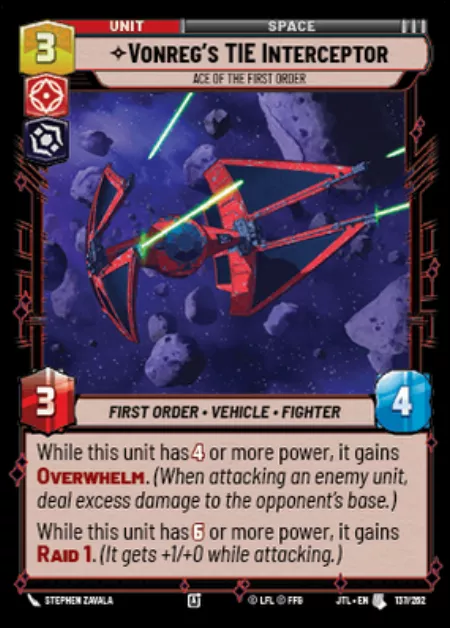 UNIT SPACE
3 VONREG'S TIE INTERCEPTOR
ACE OF THE FIRST ORDER
3 FIRST ORDER • VEHICLE • FIGHTER 4
While this unit has 4 or more power, it gains
OVERWHELM. (When attacking an enemy unit,
deal excess damage to the opponent's base.)
While this unit has 6 or more power, it gains
RAID 1. (It gets +1/+0 while attacking.)
STEPHEN ZAVALA © LFL © FFG JTL • EN 137/262